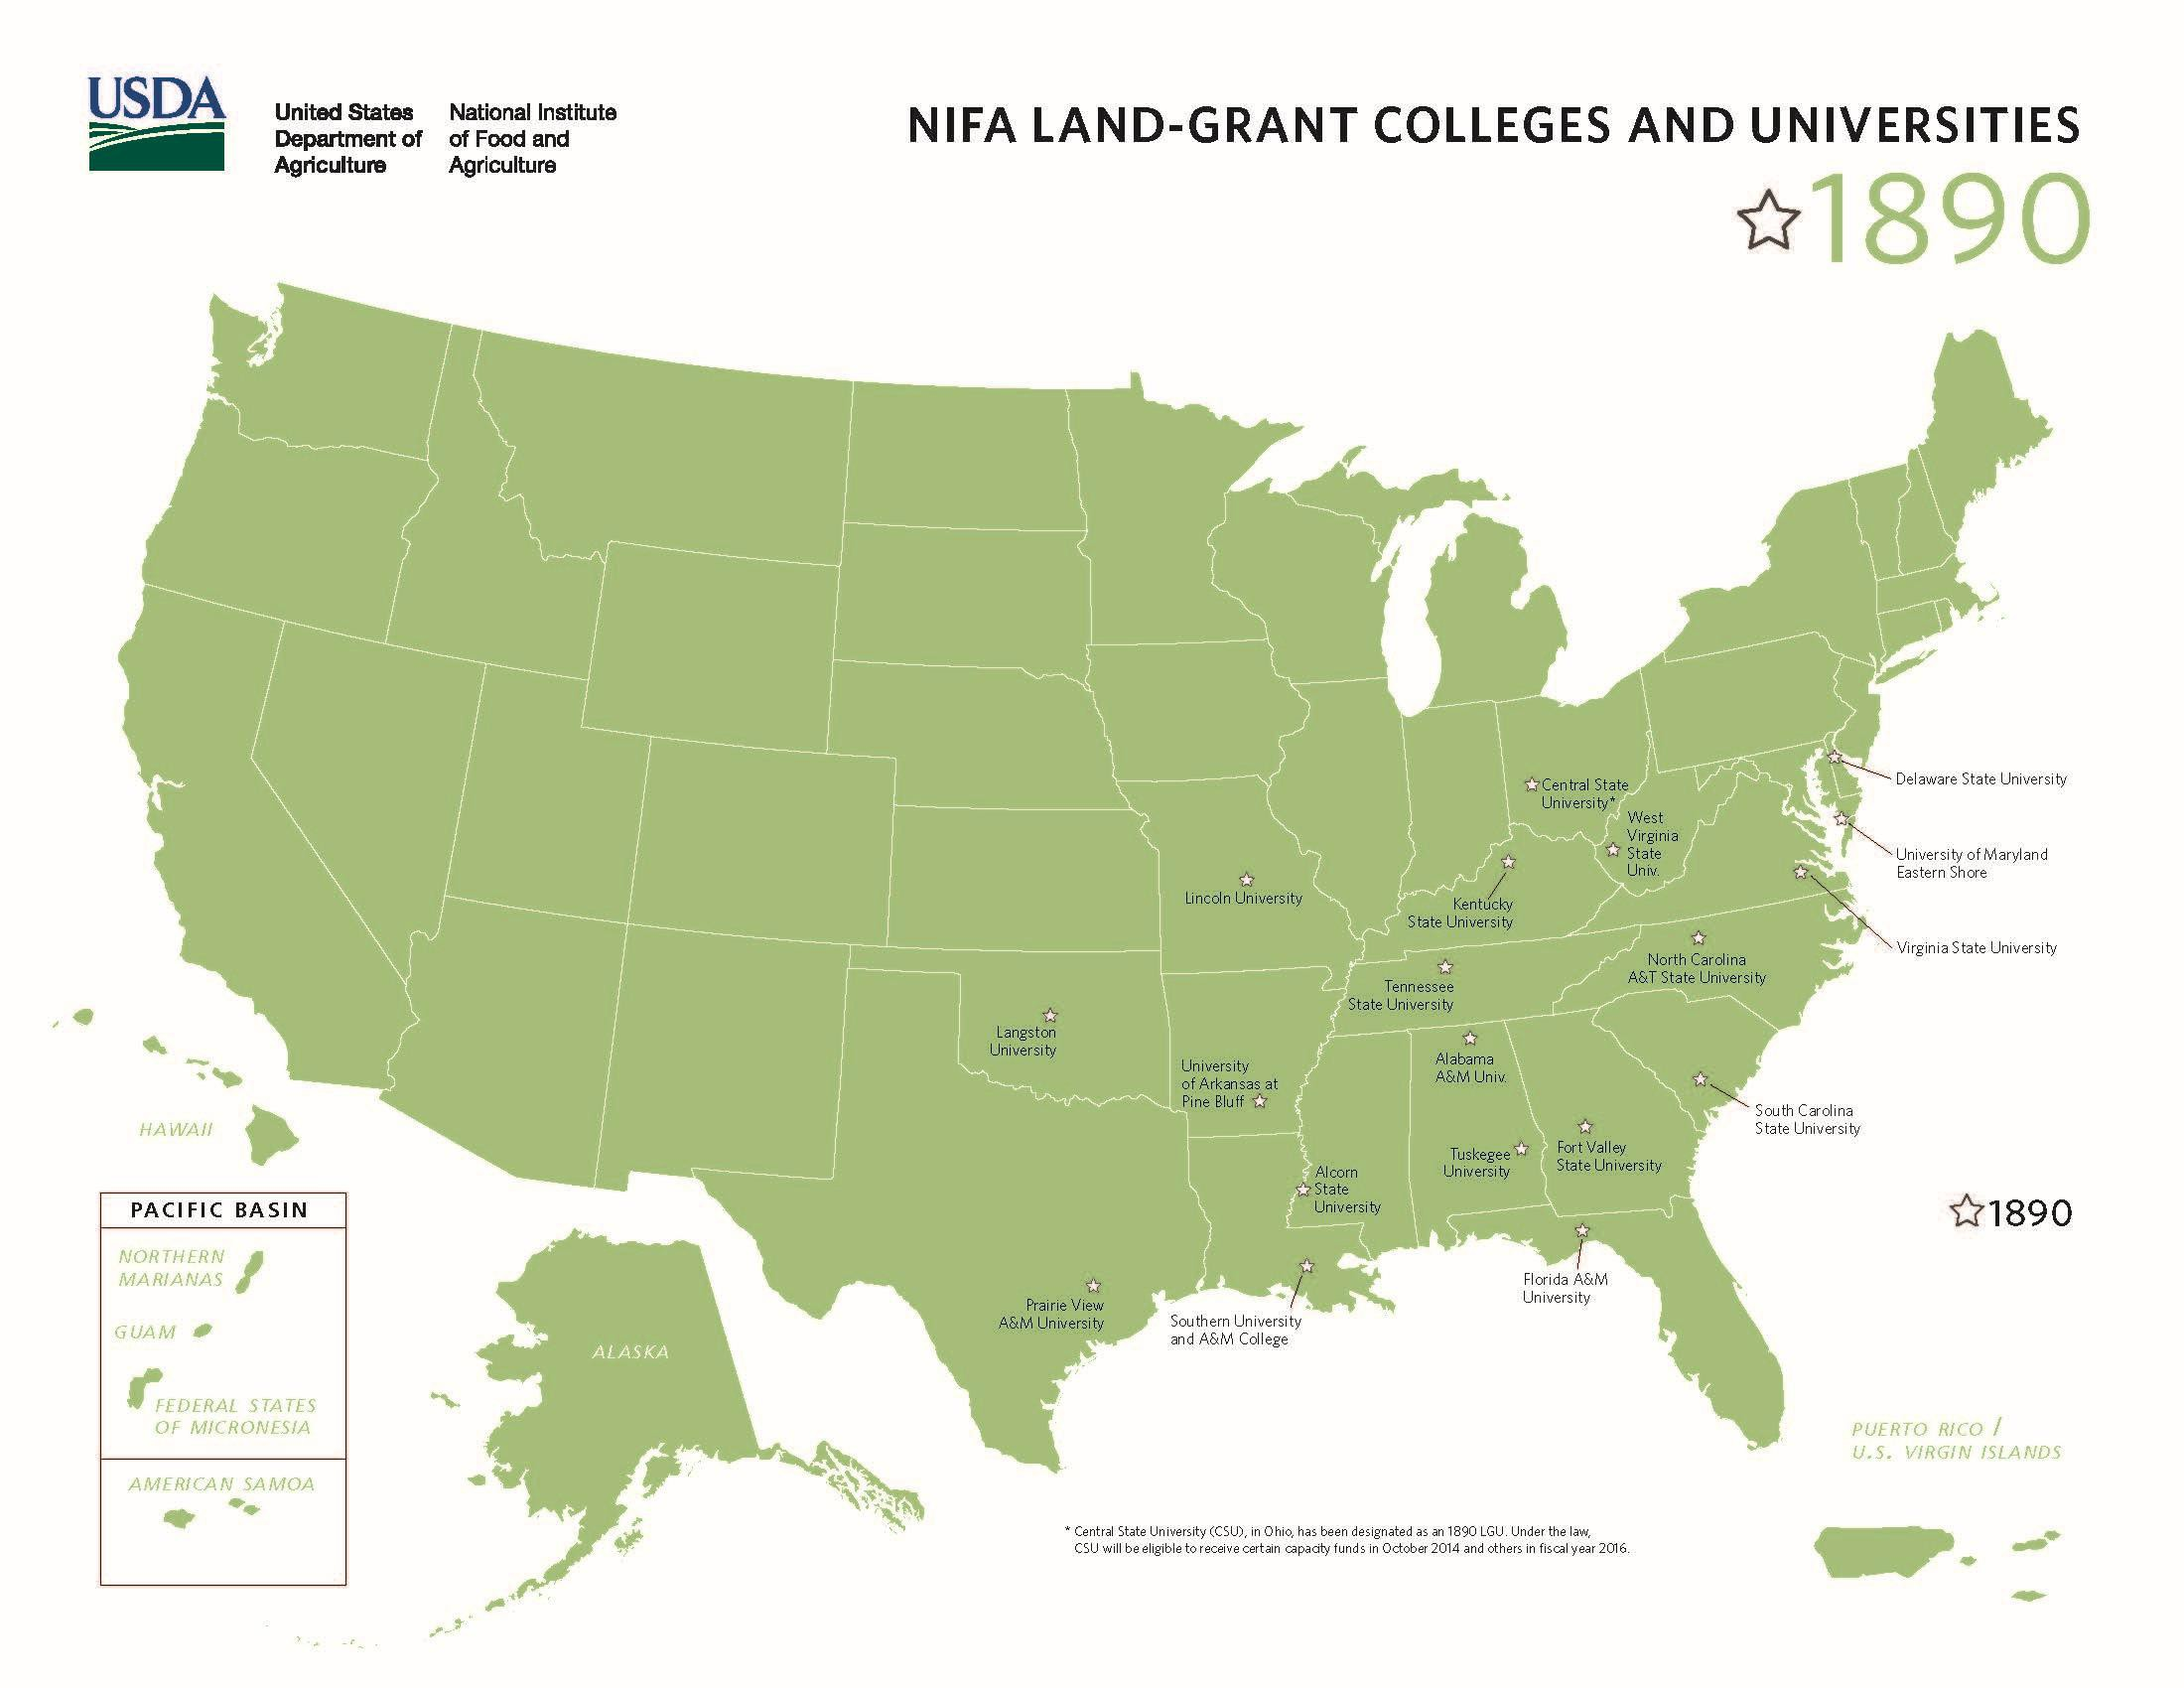 USDA
United States
Department of
Agriculture
National Institute
of Food and
Agriculture
NIFA LAND-GRANT COLLEGES AND UNIVERSITIES
1890
Delaware State University
Central State
University*
West
Virginia
State
Univ.
University of Maryland
Eastern Shore
Lincoln University
Kentucky
State University
Virginia State University
North Carolina
A&T State University
Tennessee
State University
Langston
University
Alabama
A&M Univ.
University
of Arkansas at
Pine Bluff
South Carolina
State University
HAWAII
Tuskegee
University
Fort Valley
State University
Alcorn
State
University
1890
PACIFIC BASIN
NORTHERN
MARIANAS
GUAM
FEDERAL STATES
OF MICRONESIA
AMERICAN SAMOA
ALASKA
Prairie View
A&M University
Southern University
and A&M College
Florida A&M
University
PUERTO RICO /
U.S. VIRGIN ISLANDS
* Central State University (CSU), in Ohio, has been designated as an 1890 LGU. Under the law,
CSU will be eligible to receive certain capacity funds in October 2014 and others in fiscal year 2016.